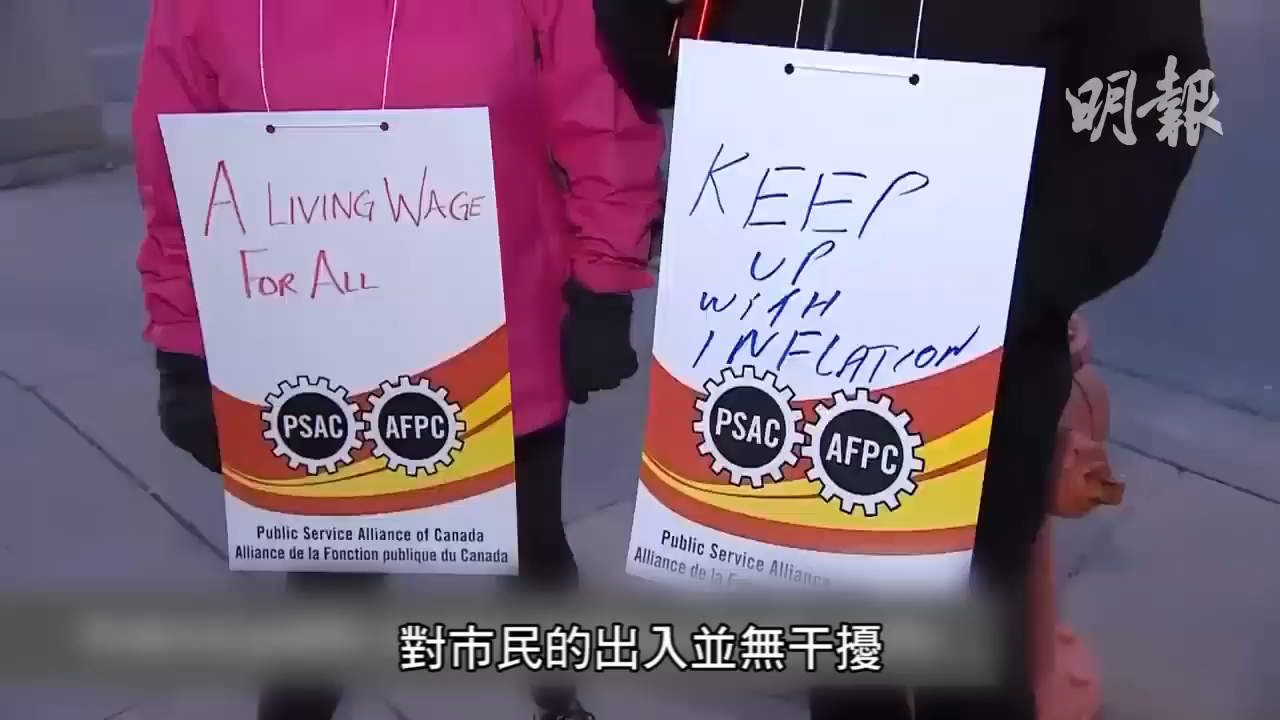 明報
A LIVING WAGE
FOR ALL
PSAC AFPC
Public Service Alliance of Canada
Alliance de la Fonction publique du Canada
KEEP
UP
WITH
INFLATION
PSAC AFPC
Public Service Alliance
Alliance de la
對市民的出入並無干擾